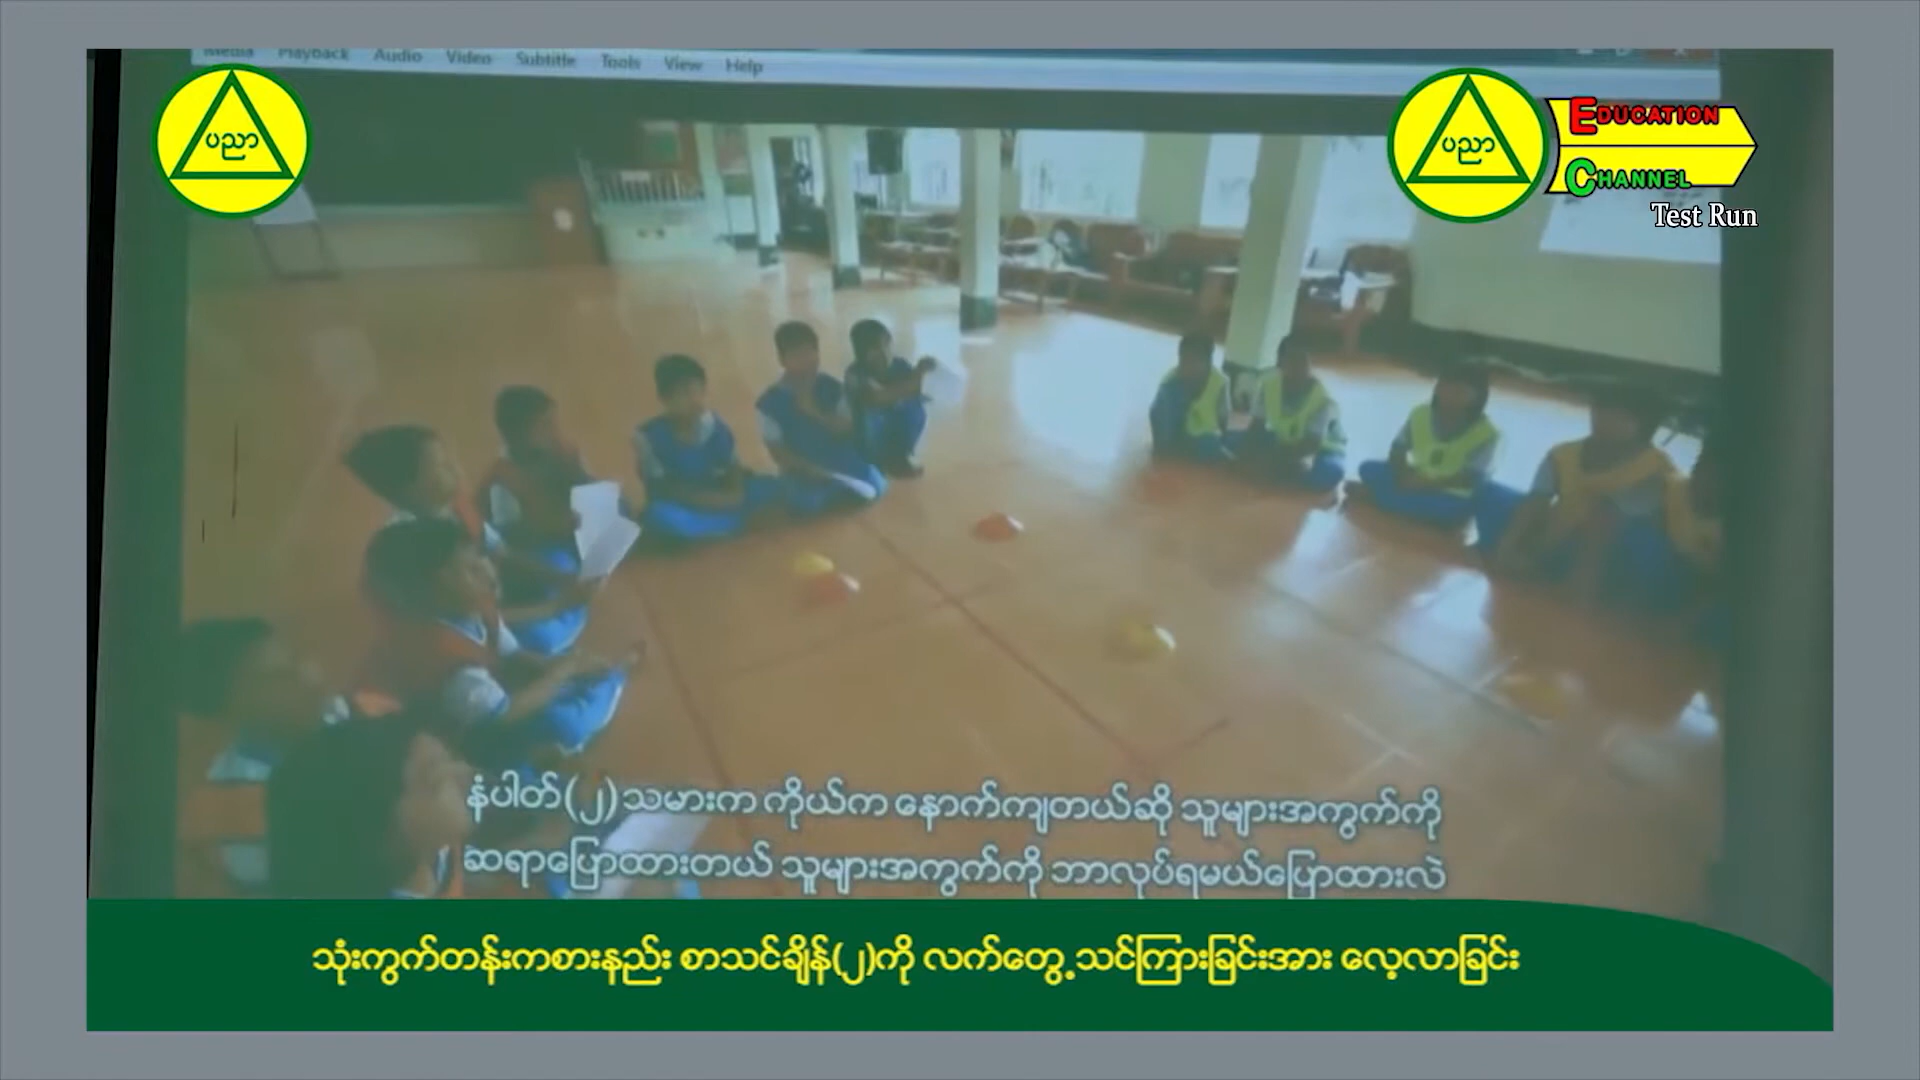 Media Playback Audio Video Subtitle Tools View Help
ပညာ
ပညာ
EDUCATION
CHANNEL
Test Run
နံပါတ်(၂)သမားက ကိုယ်က နောက်ကျတယ်ဆို သူများအကွက်ကို
ဆရာပြောထားတယ် သူများအကွက်ကို ဘာလုပ်ရမယ်ပြောထားလဲ
သုံးကွက်တန်းကစားနည်း စာသင်ချိန်(၂)ကို လက်တွေ့သင်ကြားခြင်းအား လေ့လာခြင်း